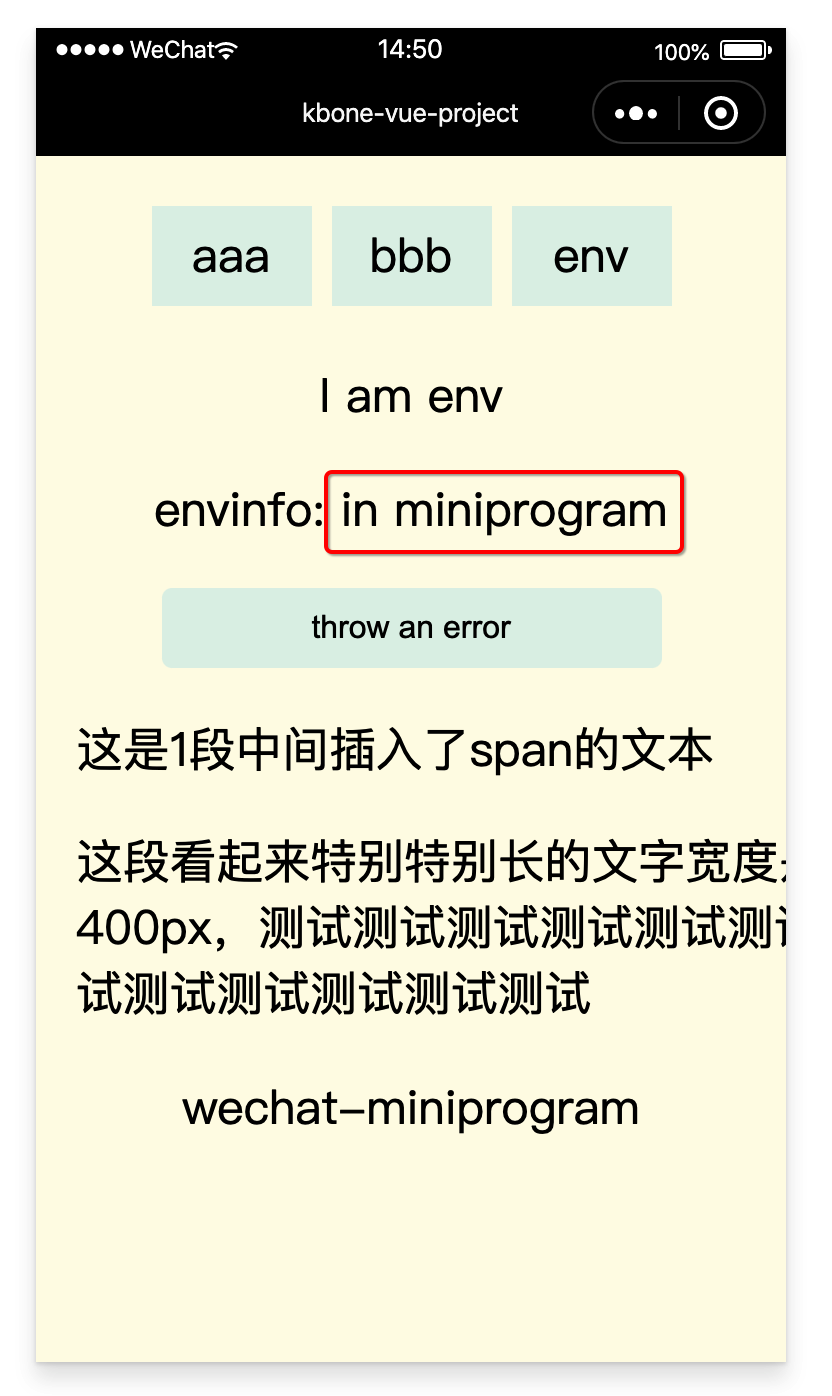 ●●●●● WeChat 14:50 100%
kbone-vue-project
aaa bbb env
I am env
envinfo: in miniprogram
throw an error
这是1段中间插入了span的文本
这段看起来特别特别长的文字宽度
400px，测试测试测试测试测试测
试测试测试测试测试测试
wechat-miniprogram